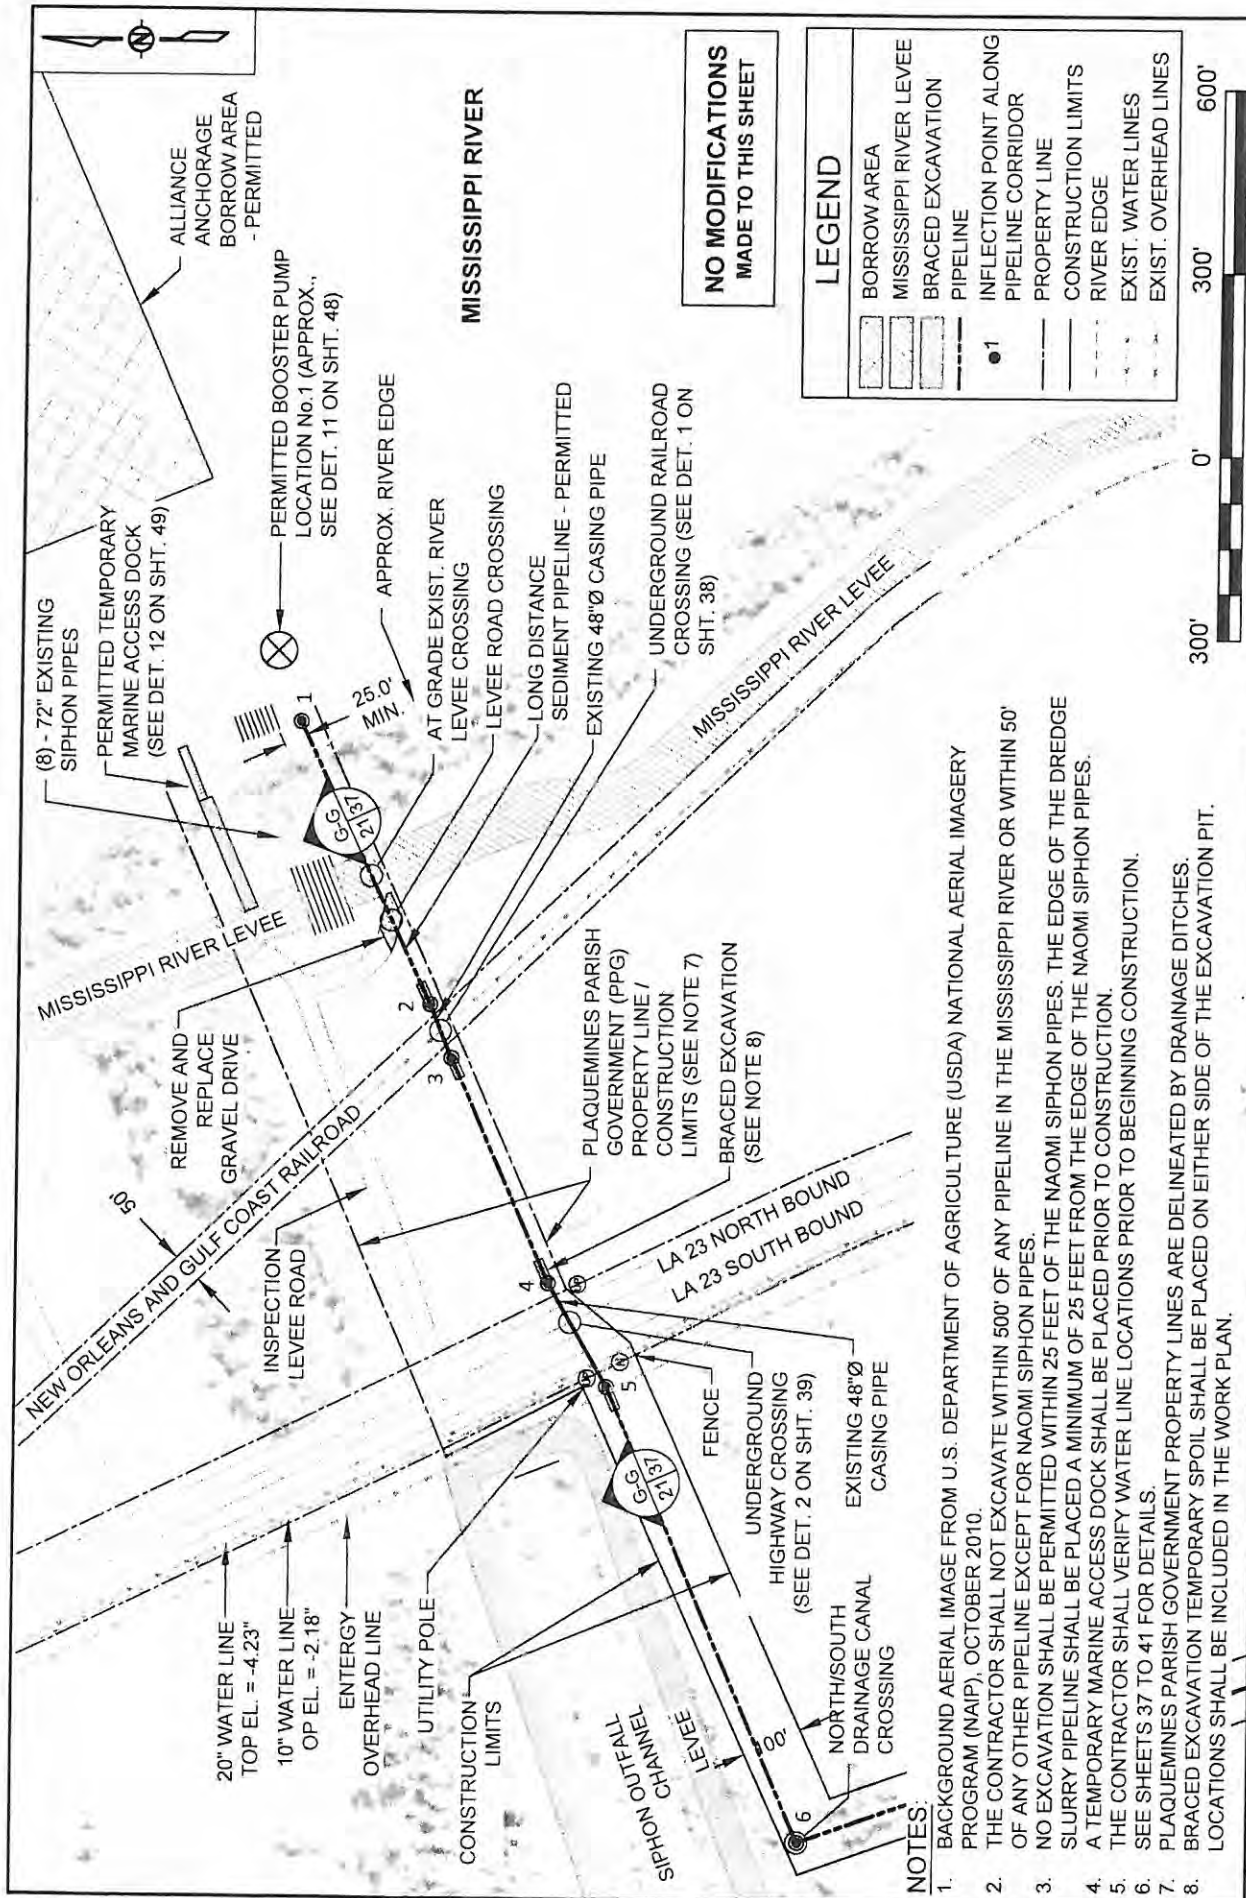 N
ALLIANCE
ANCHORAGE
BORROW AREA
- PERMITTED
(8) - 72" EXISTING
SIPHON PIPES
PERMITTED TEMPORARY
MARINE ACCESS DOCK
(SEE DET. 12 ON SHT. 49)
PERMITTED BOOSTER PUMP
LOCATION No.1 (APPROX.,
SEE DET. 11 ON SHT. 48)
MISSISSIPPI RIVER
1
25.0'
MIN.
APPROX. RIVER EDGE
G-G
21 37
AT GRADE EXIST. RIVER
LEVEE CROSSING
LEVEE ROAD CROSSING
LONG DISTANCE
SEDIMENT PIPELINE - PERMITTED
EXISTING 48"Ø CASING PIPE
UNDERGROUND RAILROAD
CROSSING (SEE DET. 1 ON
SHT. 38)
MISSISSIPPI RIVER LEVEE
MISSISSIPPI RIVER LEVEE
REMOVE AND
REPLACE
GRAVEL DRIVE
2
3
50'
NEW ORLEANS AND GULF COAST RAILROAD
INSPECTION
LEVEE ROAD
PLAQUEMINES PARISH
GOVERNMENT (PPG)
PROPERTY LINE /
CONSTRUCTION
LIMITS (SEE NOTE 7)
BRACED EXCAVATION
(SEE NOTE 8)
LA 23 NORTH BOUND
LA 23 SOUTH BOUND
4
5
20" WATER LINE
TOP EL. = -4.23"
10" WATER LINE
OP EL. = -2.18"
ENTERGY
OVERHEAD LINE
UTILITY POLE
CONSTRUCTION
LIMITS
FENCE
UNDERGROUND
HIGHWAY CROSSING
(SEE DET. 2 ON SHT. 39)
EXISTING 48"Ø
CASING PIPE
G-G
21 37
SIPHON OUTFALL
CHANNEL
LEVEE
100'
NORTH/SOUTH
DRAINAGE CANAL
CROSSING
6
NO MODIFICATIONS
MADE TO THIS SHEET
LEGEND
BORROW AREA
MISSISSIPPI RIVER LEVEE
BRACED EXCAVATION
PIPELINE
1 INFLECTION POINT ALONG
PIPELINE CORRIDOR
PROPERTY LINE
CONSTRUCTION LIMITS
RIVER EDGE
EXIST. WATER LINES
EXIST. OVERHEAD LINES
300' 0' 300' 600'
NOTES:
1. BACKGROUND AERIAL IMAGE FROM U.S. DEPARTMENT OF AGRICULTURE (USDA) NATIONAL AERIAL IMAGERY
PROGRAM (NAIP), OCTOBER 2010.
2. THE CONTRACTOR SHALL NOT EXCAVATE WITHIN 500' OF ANY PIPELINE IN THE MISSISSIPPI RIVER OR WITHIN 50'
OF ANY OTHER PIPELINE EXCEPT FOR NAOMI SIPHON PIPES.
3. NO EXCAVATION SHALL BE PERMITTED WITHIN 25 FEET OF THE NAOMI SIPHON PIPES. THE EDGE OF THE DREDGE
SLURRY PIPELINE SHALL BE PLACED A MINIMUM OF 25 FEET FROM THE EDGE OF THE NAOMI SIPHON PIPES.
4. A TEMPORARY MARINE ACCESS DOCK SHALL BE PLACED PRIOR TO CONSTRUCTION.
5. THE CONTRACTOR SHALL VERIFY WATER LINE LOCATIONS PRIOR TO BEGINNING CONSTRUCTION.
6. SEE SHEETS 37 TO 41 FOR DETAILS.
7. PLAQUEMINES PARISH GOVERNMENT PROPERTY LINES ARE DELINEATED BY DRAINAGE DITCHES.
8. BRACED EXCAVATION TEMPORARY SPOIL SHALL BE PLACED ON EITHER SIDE OF THE EXCAVATION PIT.
LOCATIONS SHALL BE INCLUDED IN THE WORK PLAN.